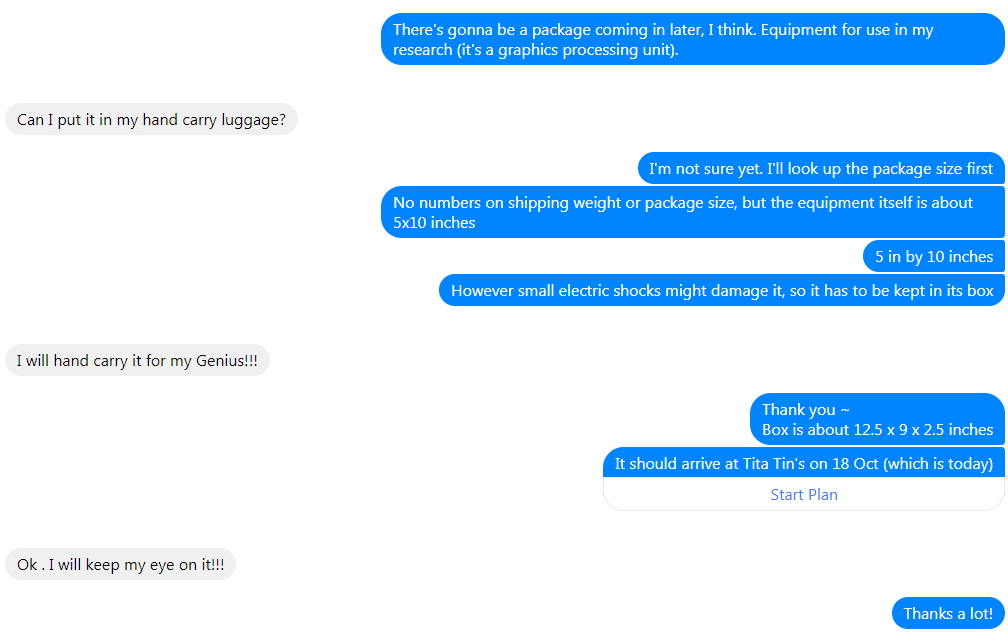 There's gonna be a package coming in later, I think. Equipment for use in my
research (it's a graphics processing unit).
Can I put it in my hand carry luggage?
I'm not sure yet. I'll look up the package size first
No numbers on shipping weight or package size, but the equipment itself is about
5x10 inches
5 in by 10 inches
However small electric shocks might damage it, so it has to be kept in its box
I will hand carry it for my Genius!!!
Thank you ~
Box is about 12.5 x 9 x 2.5 inches
It should arrive at Tita Tin's on 18 Oct (which is today)
Start Plan
Ok . I will keep my eye on it!!!
Thanks a lot!